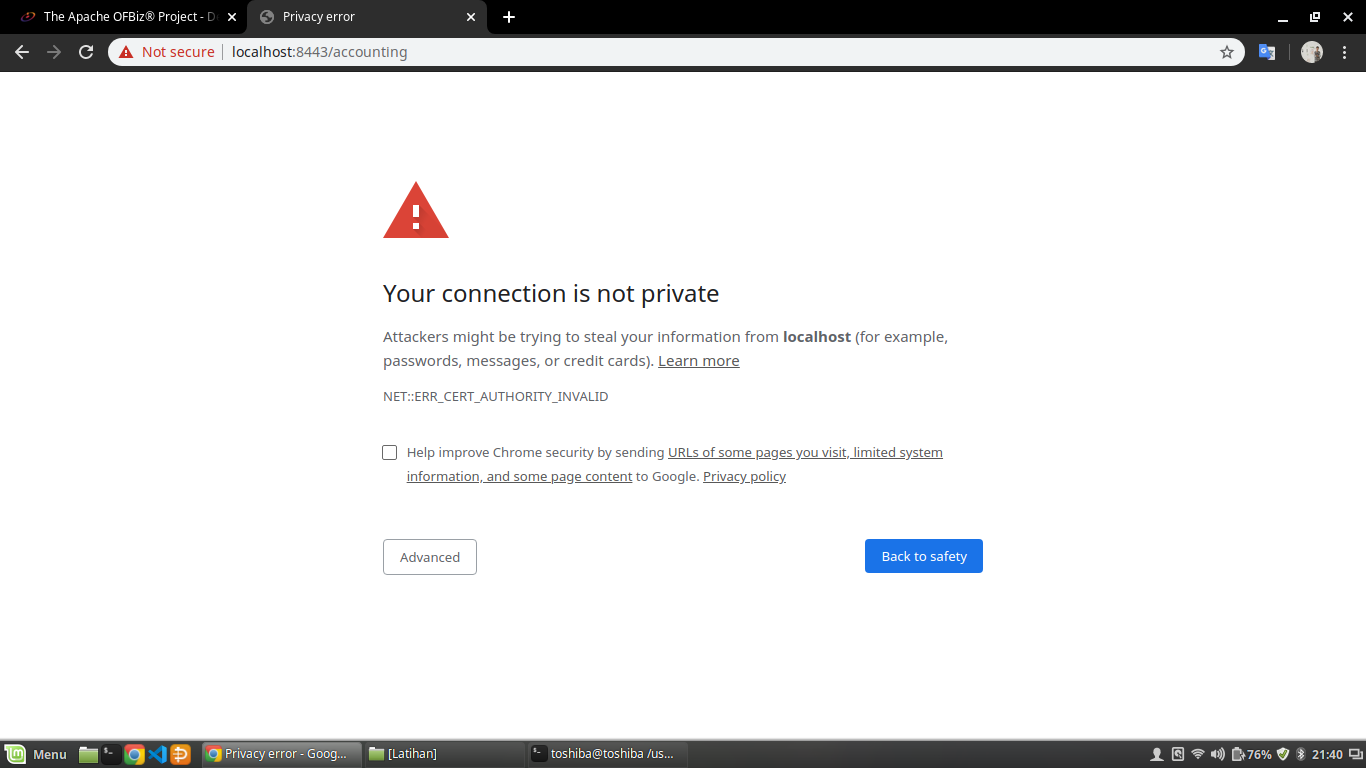 The Apache OFBiz® Project - D
Privacy error
Not secure
localhost:8443/accounting
Your connection is not private
Attackers might be trying to steal your information from localhost (for example,
passwords, messages, or credit cards). Learn more
NET::ERR_CERT_AUTHORITY_INVALID
Help improve Chrome security by sending URLs of some pages you visit, limited system
information, and some page content to Google. Privacy policy
Advanced
Back to safety
Menu
Privacy error - Goog...
[Latihan]
toshiba@toshiba /us...
76%
21:40